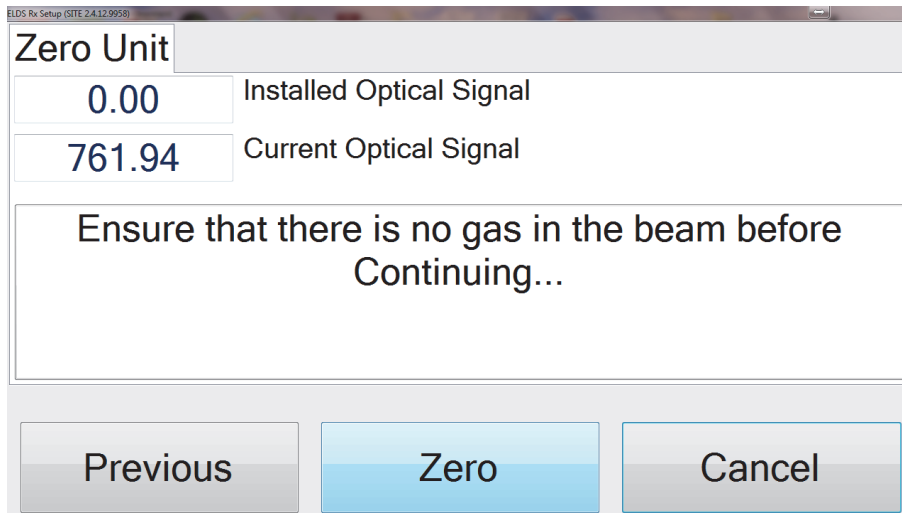 ELDS Rx Setup (SITE 2.4.12.9958)
Zero Unit
0.00 Installed Optical Signal
761.94 Current Optical Signal
Ensure that there is no gas in the beam before
Continuing...
Previous Zero Cancel